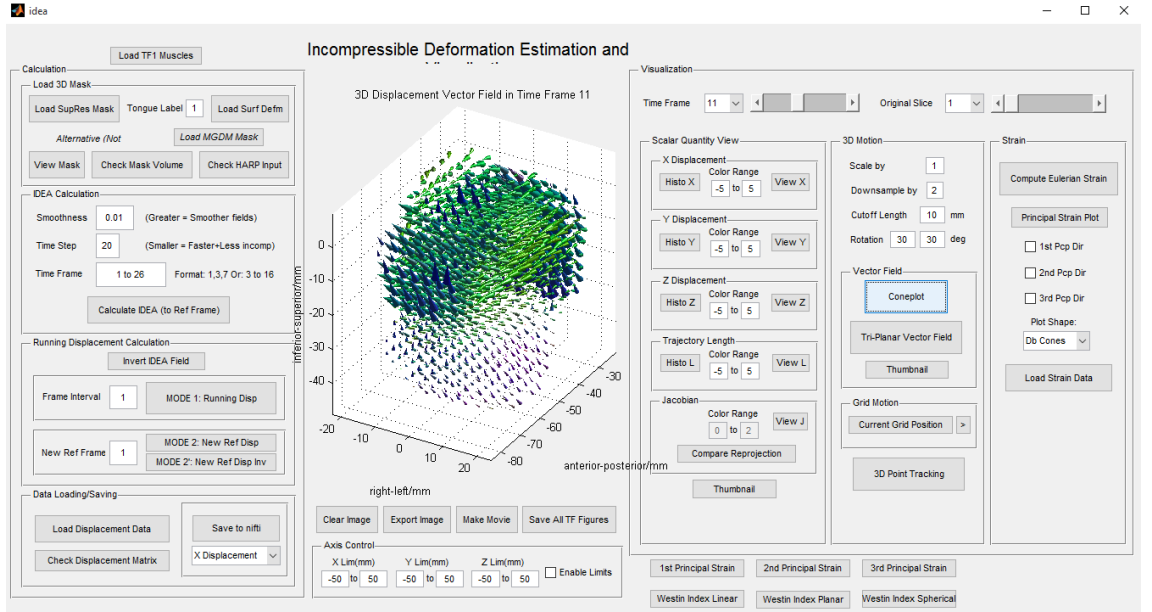 idea
Load TF1 Muscles
Incompressible Deformation Estimation and
Calculation
Load 3D Mask
Load SupRes Mask Tongue Label 1 Load Surf Defm
Alternative (Not Load MGDM Mask
View Mask Check Mask Volume Check HARP Input
IDEA Calculation
Smoothness 0.01 (Greater = Smoother fields)
Time Step 20 (Smaller = Faster+Less incomp)
Time Frame 1 to 26 Format: 1,3,7 Or: 3 to 16
Calculate IDEA (to Ref Frame)
Running Displacement Calculation
Invert IDEA Field
Frame Interval 1 MODE 1: Running Disp
New Ref Frame 1 MODE 2: New Ref Disp
MODE 2': New Ref Disp Inv
Data Loading/Saving
Load Displacement Data Save to nifti
Check Displacement Matrix X Displacement
3D Displacement Vector Field in Time Frame 11
inferior-superior/mm
0
-10
-20
-30
-40
-20 -10 0 10 20
right-left/mm
-80 -70 -60 -50 -40 -30
anterior-posterior/mm
Clear Image Export Image Make Movie Save All TF Figures
Axis Control
X Lim(mm) Y Lim(mm) Z Lim(mm)
-50 to 50 -50 to 50 -50 to 50 Enable Limits
Visualization
Time Frame 11 Original Slice 1
Scalar Quantity View
X Displacement
Color Range
Histo X -5 to 5 View X
Y Displacement
Color Range
Histo Y -5 to 5 View Y
Z Displacement
Color Range
Histo Z -5 to 5 View Z
Trajectory Length
Color Range
Histo L -5 to 5 View L
Jacobian
Color Range
0 to 2 View J
Compare Reprojection
Thumbnail
3D Motion
Scale by 1
Downsample by 2
Cutoff Length 10 mm
Rotation 30 30 deg
Vector Field
Coneplot
Tri-Planar Vector Field
Thumbnail
Grid Motion
Current Grid Position >
3D Point Tracking
Strain
Compute Eulerian Strain
Principal Strain Plot
1st Pcp Dir
2nd Pcp Dir
3rd Pcp Dir
Plot Shape:
Db Cones
Load Strain Data
1st Principal Strain 2nd Principal Strain 3rd Principal Strain
Westin Index Linear Westin Index Planar Westin Index Spherical